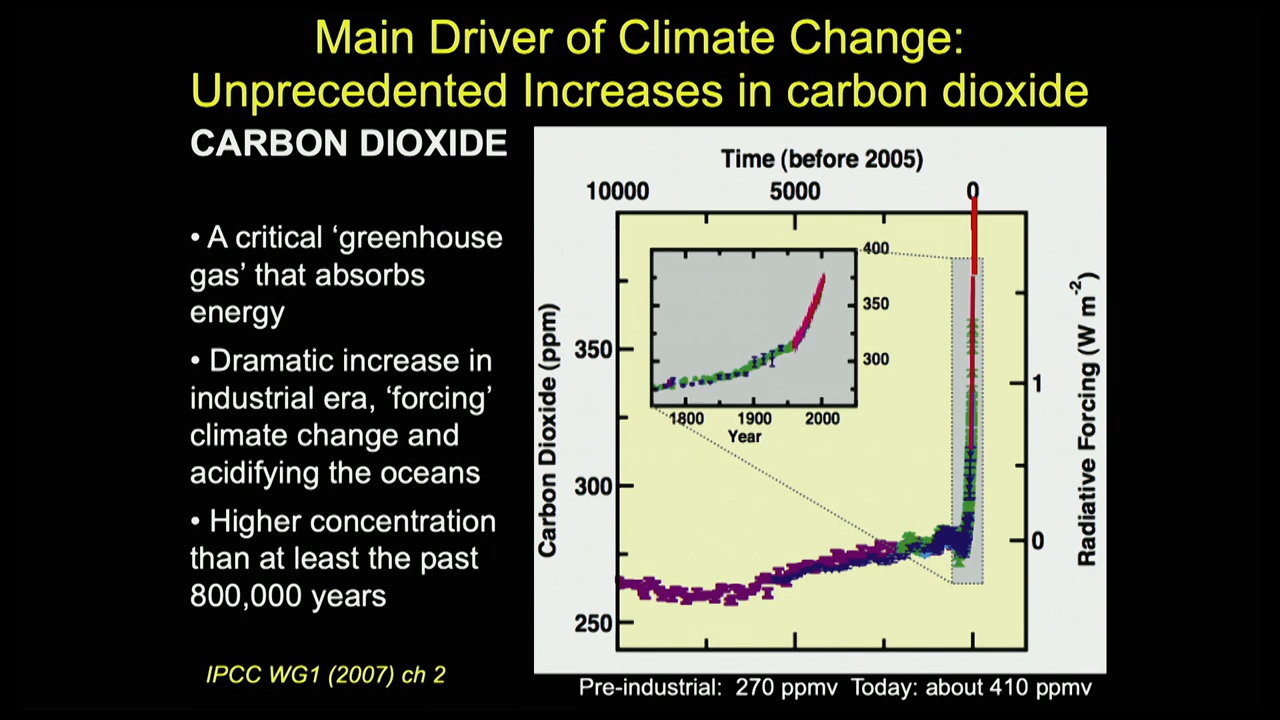 Main Driver of Climate Change:
Unprecedented Increases in carbon dioxide
CARBON DIOXIDE
• A critical ‘greenhouse
gas’ that absorbs
energy
• Dramatic increase in
industrial era, ‘forcing’
climate change and
acidifying the oceans
• Higher concentration
than at least the past
800,000 years
IPCC WG1 (2007) ch 2
Time (before 2005)
10000 5000 0
Carbon Dioxide (ppm)
350
300
250
400
350
300
1800 1900 2000
Year
1
0
Radiative Forcing (W m-2)
Pre-industrial: 270 ppmv Today: about 410 ppmv